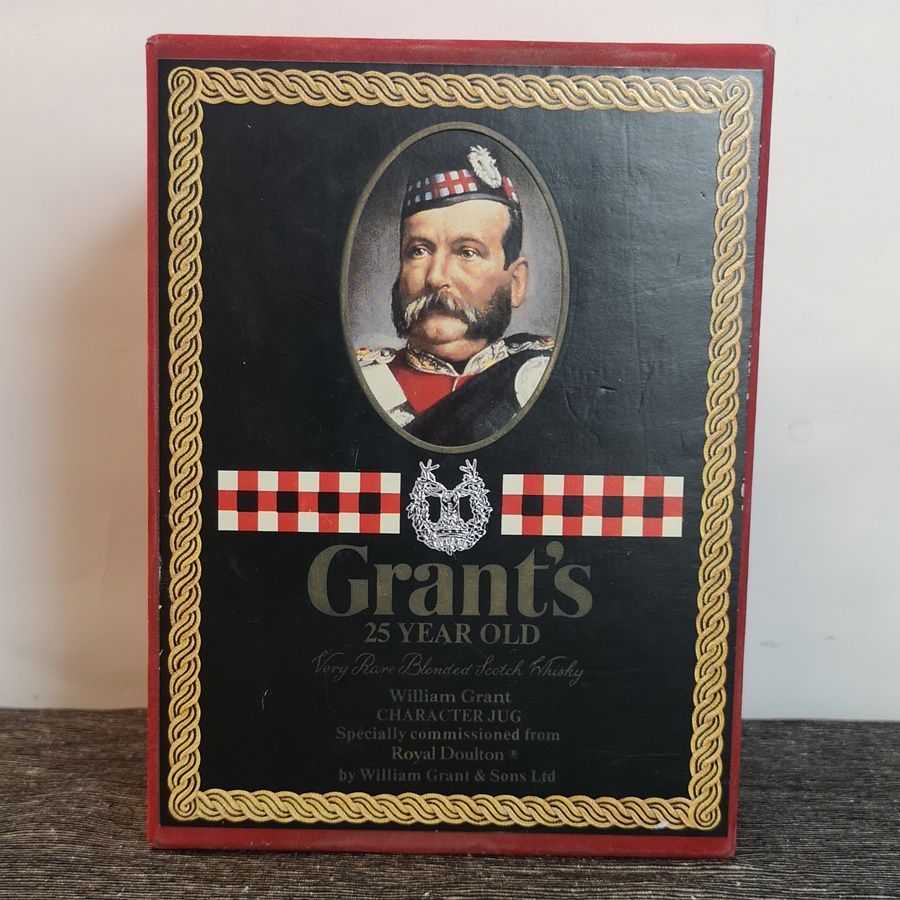 Grant's
25 YEAR OLD
Very Rare Blended Scotch Whisky
William Grant
CHARACTER JUG
Specially commissioned from
Royal Doulton ®
by William Grant & Sons Ltd